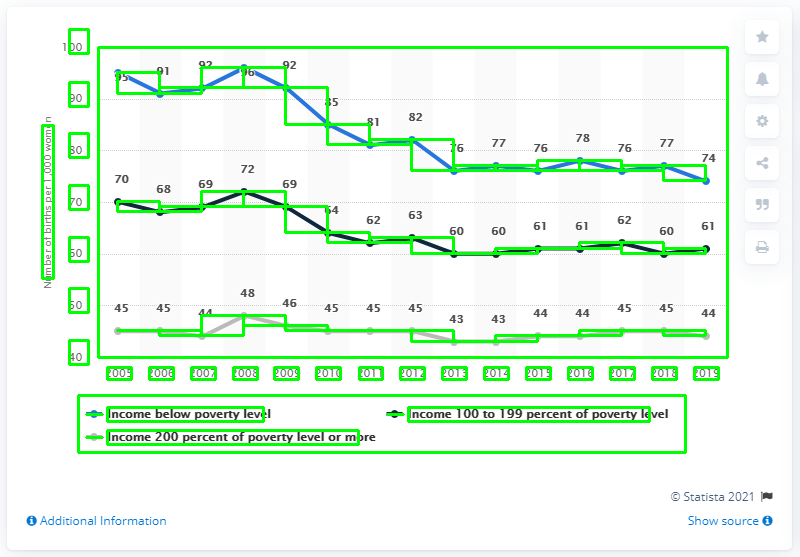 100
90
80
70
60
50
40
Number of births per 1,000 women
95 91 92 96 92 85 81 82 76 77 76 78 76 77 74
70 68 69 72 69 64 62 63 60 60 61 61 62 60 61
45 45 44 48 46 45 45 45 43 43 44 44 45 45 44
2005 2006 2007 2008 2009 2010 2011 2012 2013 2014 2015 2016 2017 2018 2019
Income below poverty level
Income 100 to 199 percent of poverty level
Income 200 percent of poverty level or more
© Statista 2021
Additional Information
Show source